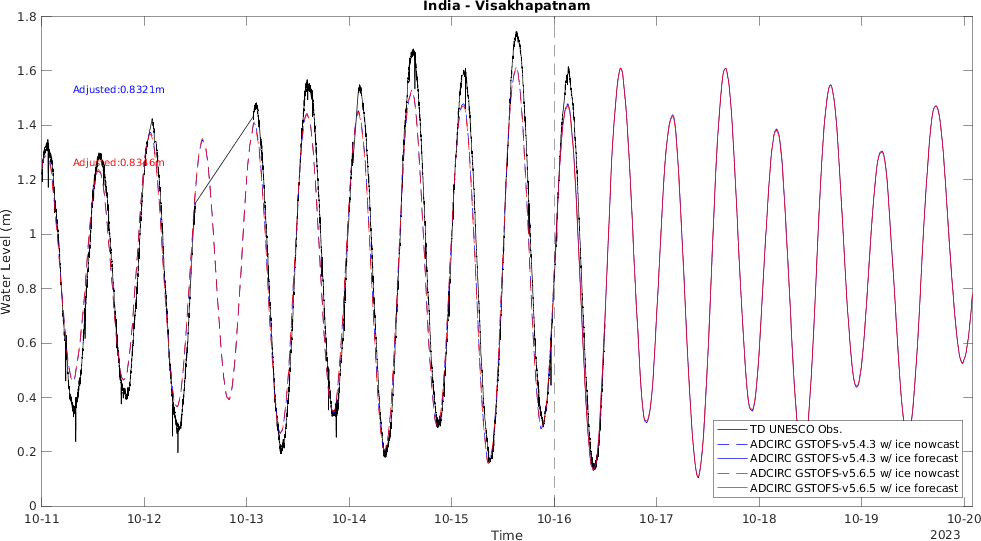 India - Visakhapatnam
1.8
1.6
1.4
1.2
1
0.8
0.6
0.4
0.2
0
Water Level (m)
Adjusted:0.8321m
Adjusted:0.8346m
TD UNESCO Obs.
ADCIRC GSTOFS-v5.4.3 w/ ice nowcast
ADCIRC GSTOFS-v5.4.3 w/ ice forecast
ADCIRC GSTOFS-v5.6.5 w/ ice nowcast
ADCIRC GSTOFS-v5.6.5 w/ ice forecast
10-11 10-12 10-13 10-14 10-15 10-16 10-17 10-18 10-19 10-20
Time
2023